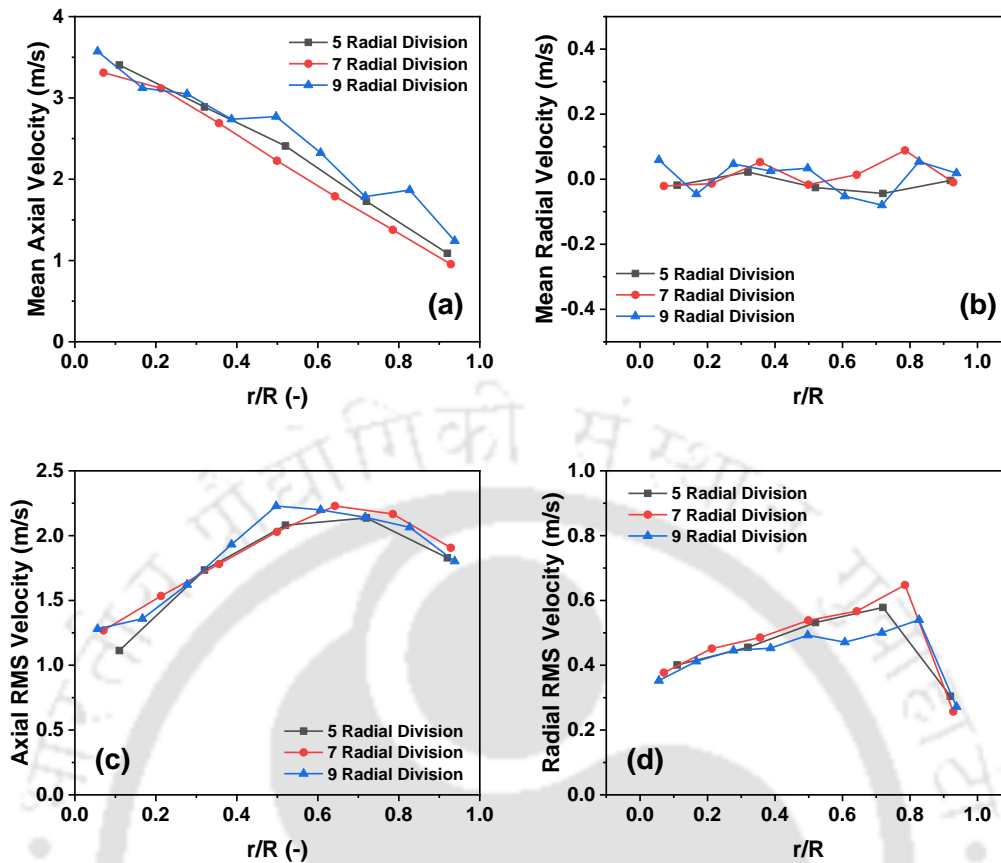 4
3
2
1
0
Mean Axial Velocity (m/s)
5 Radial Division
7 Radial Division
9 Radial Division
(a)
0.0 0.2 0.4 0.6 0.8 1.0
r/R (-)
0.4
0.2
0.0
-0.2
-0.4
Mean Radial Velocity (m/s)
5 Radial Division
7 Radial Division
9 Radial Division
(b)
0.0 0.2 0.4 0.6 0.8 1.0
r/R
2.5
2.0
1.5
1.0
0.5
0.0
Axial RMS Velocity (m/s)
5 Radial Division
7 Radial Division
9 Radial Division
(c)
0.0 0.2 0.4 0.6 0.8 1.0
r/R (-)
1.0
0.8
0.6
0.4
0.2
0.0
Radial RMS Velocity (m/s)
5 Radial Division
7 Radial Division
9 Radial Division
(d)
0.0 0.2 0.4 0.6 0.8 1.0
r/R